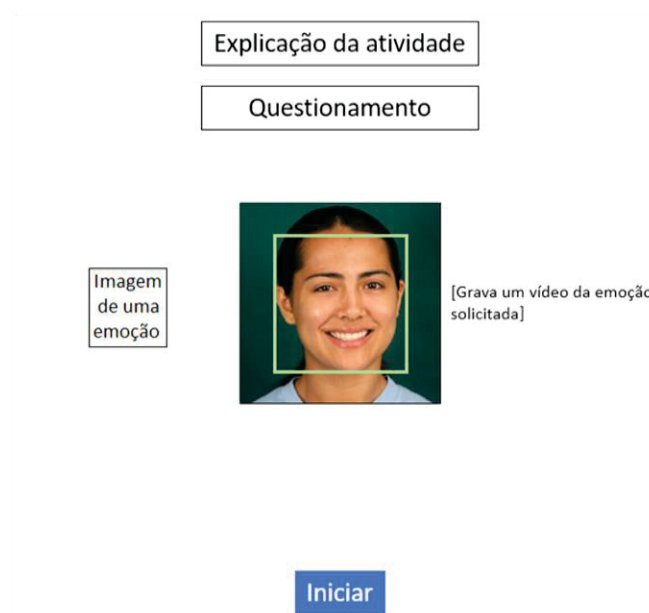 Explicação da atividade
Questionamento
Imagem
de uma
emoção
[Grava um vídeo da emoção
solicitada]
Iniciar